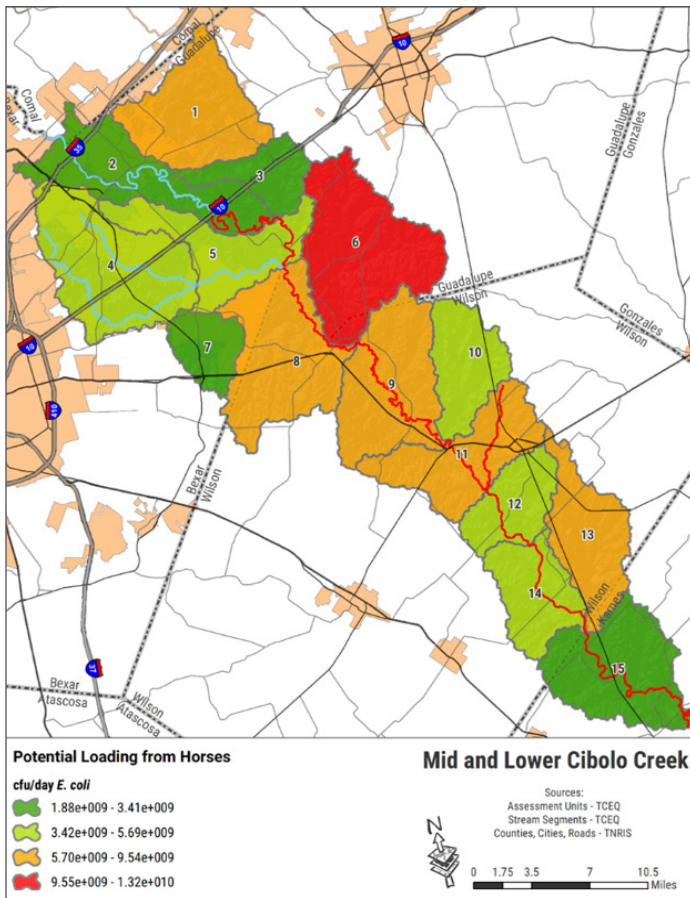 Comal
Guadalupe
10
Comal
Bexar
1
35
2
3
Guadalupe
Gonzales
10
4
5
6
Guadalupe
Wilson
Gonzales
Wilson
7
10
10
8
9
410
11
Bexar
Wilson
12
13
14
Wilson
Karnes
15
37
Bexar
Atascosa
Wilson
Atascosa
Potential Loading from Horses
cfu/day E. coli
1.88e+009 - 3.41e+009
3.42e+009 - 5.69e+009
5.70e+009 - 9.54e+009
9.55e+009 - 1.32e+010
Mid and Lower Cibolo Creek
Sources:
Assessment Units - TCEQ
Stream Segments - TCEQ
Counties, Cities, Roads - TNRIS
N
0 1.75 3.5 7 10.5
Miles